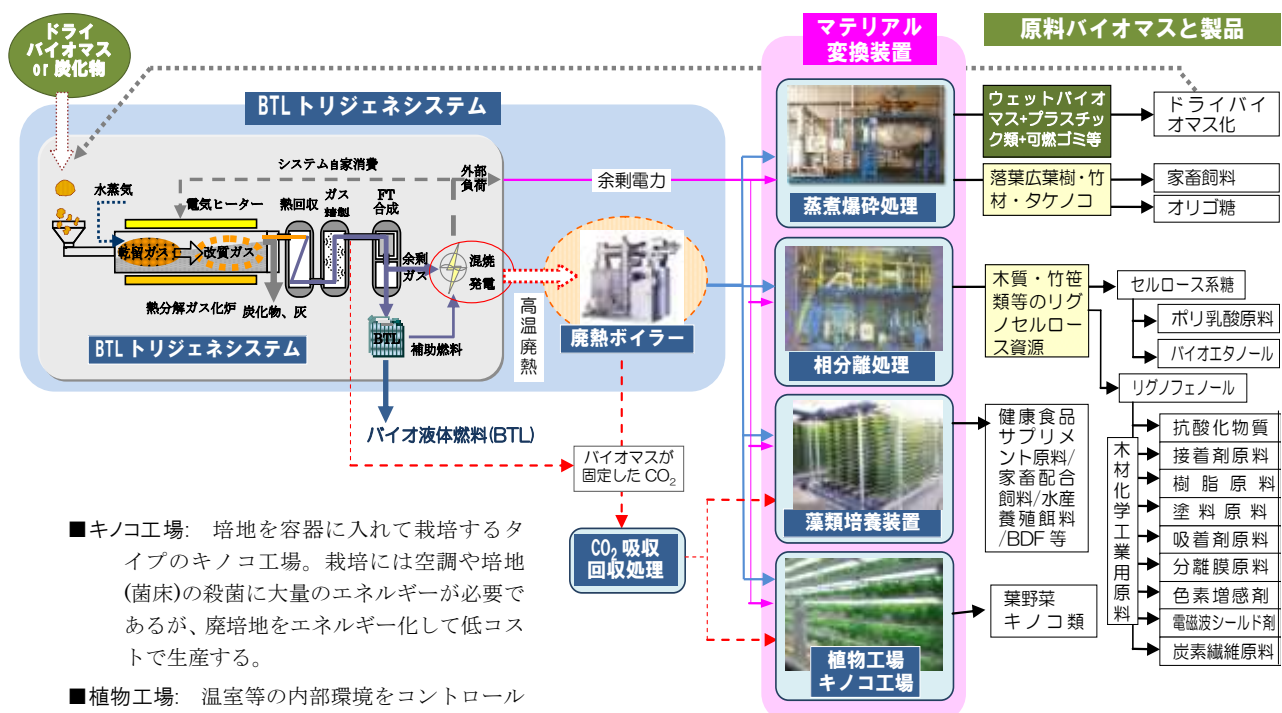 ドライ
バイオマス
or 炭化物
BTLトリジェネシステム
システム自家消費
外部
負荷
水蒸気
電気ヒーター
熱回収
ガス
精製
FT
合成
乾留ガス
改質ガス
余剰
ガス
混焼
発電
熱分解ガス化炉
炭化物、灰
BTL
補助燃料
BTLトリジェネシステム
バイオ液体燃料(BTL)
余剰電力
高温廃熱
廃熱ボイラー
バイオマスが
固定したCO₂
CO₂吸収
回収処理
マテリアル
変換装置
蒸煮爆砕処理
相分離処理
藻類培養装置
植物工場
キノコ工場
原料バイオマスと製品
ウェットバイオ
マス+プラスチッ
ク類+可燃ゴミ等
ドライバイ
オマス化
落葉広葉樹・竹
材・タケノコ
家畜飼料
オリゴ糖
木質・竹笹
類等のリグ
ノセルロー
ス資源
セルロース系糖
ポリ乳酸原料
バイオエタノール
リグノフェノール
木材化学工業用原料
抗酸化物質
接着剤原料
樹脂原料
塗料原料
吸着剤原料
分離膜原料
色素増感剤
電磁波シールド剤
炭素繊維原料
健康食品
サプリメ
ント原料/
家畜配合
飼料/水産
養殖餌料
/BDF 等
葉野菜
キノコ類
■キノコ工場: 培地を容器に入れて栽培するタ
イプのキノコ工場。栽培には空調や培地
(菌床)の殺菌に大量のエネルギーが必要で
あるが、廃培地をエネルギー化して低コス
トで生産する。
■植物工場: 温室等の内部環境をコントロール